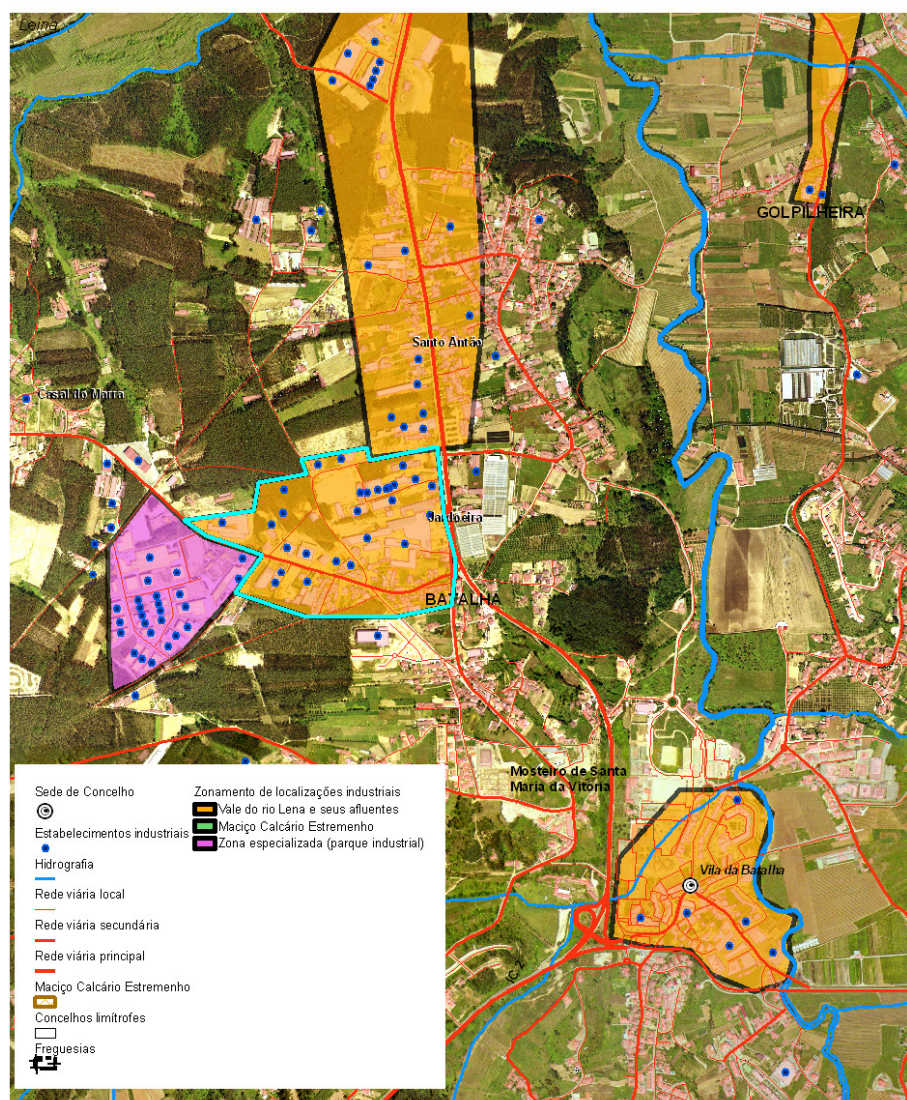 Leiria
GOLPILHEIRA
Santo Antão
Casal do Marra
Jardoeira
BATALHA
Mosteiro de Santa
Maria da Vitória
Vila da Batalha
IC 2
Sede de Concelho
Estabelecimentos industriais
Hidrografia
Rede viária local
Rede viária secundária
Rede viária principal
Maciço Calcário Estremenho
Concelhos limítrofes
Freguesias
Zonamento de localizações industriais
Vale do rio Lena e seus afluentes
Maciço Calcário Estremenho
Zona especializada (parque industrial)